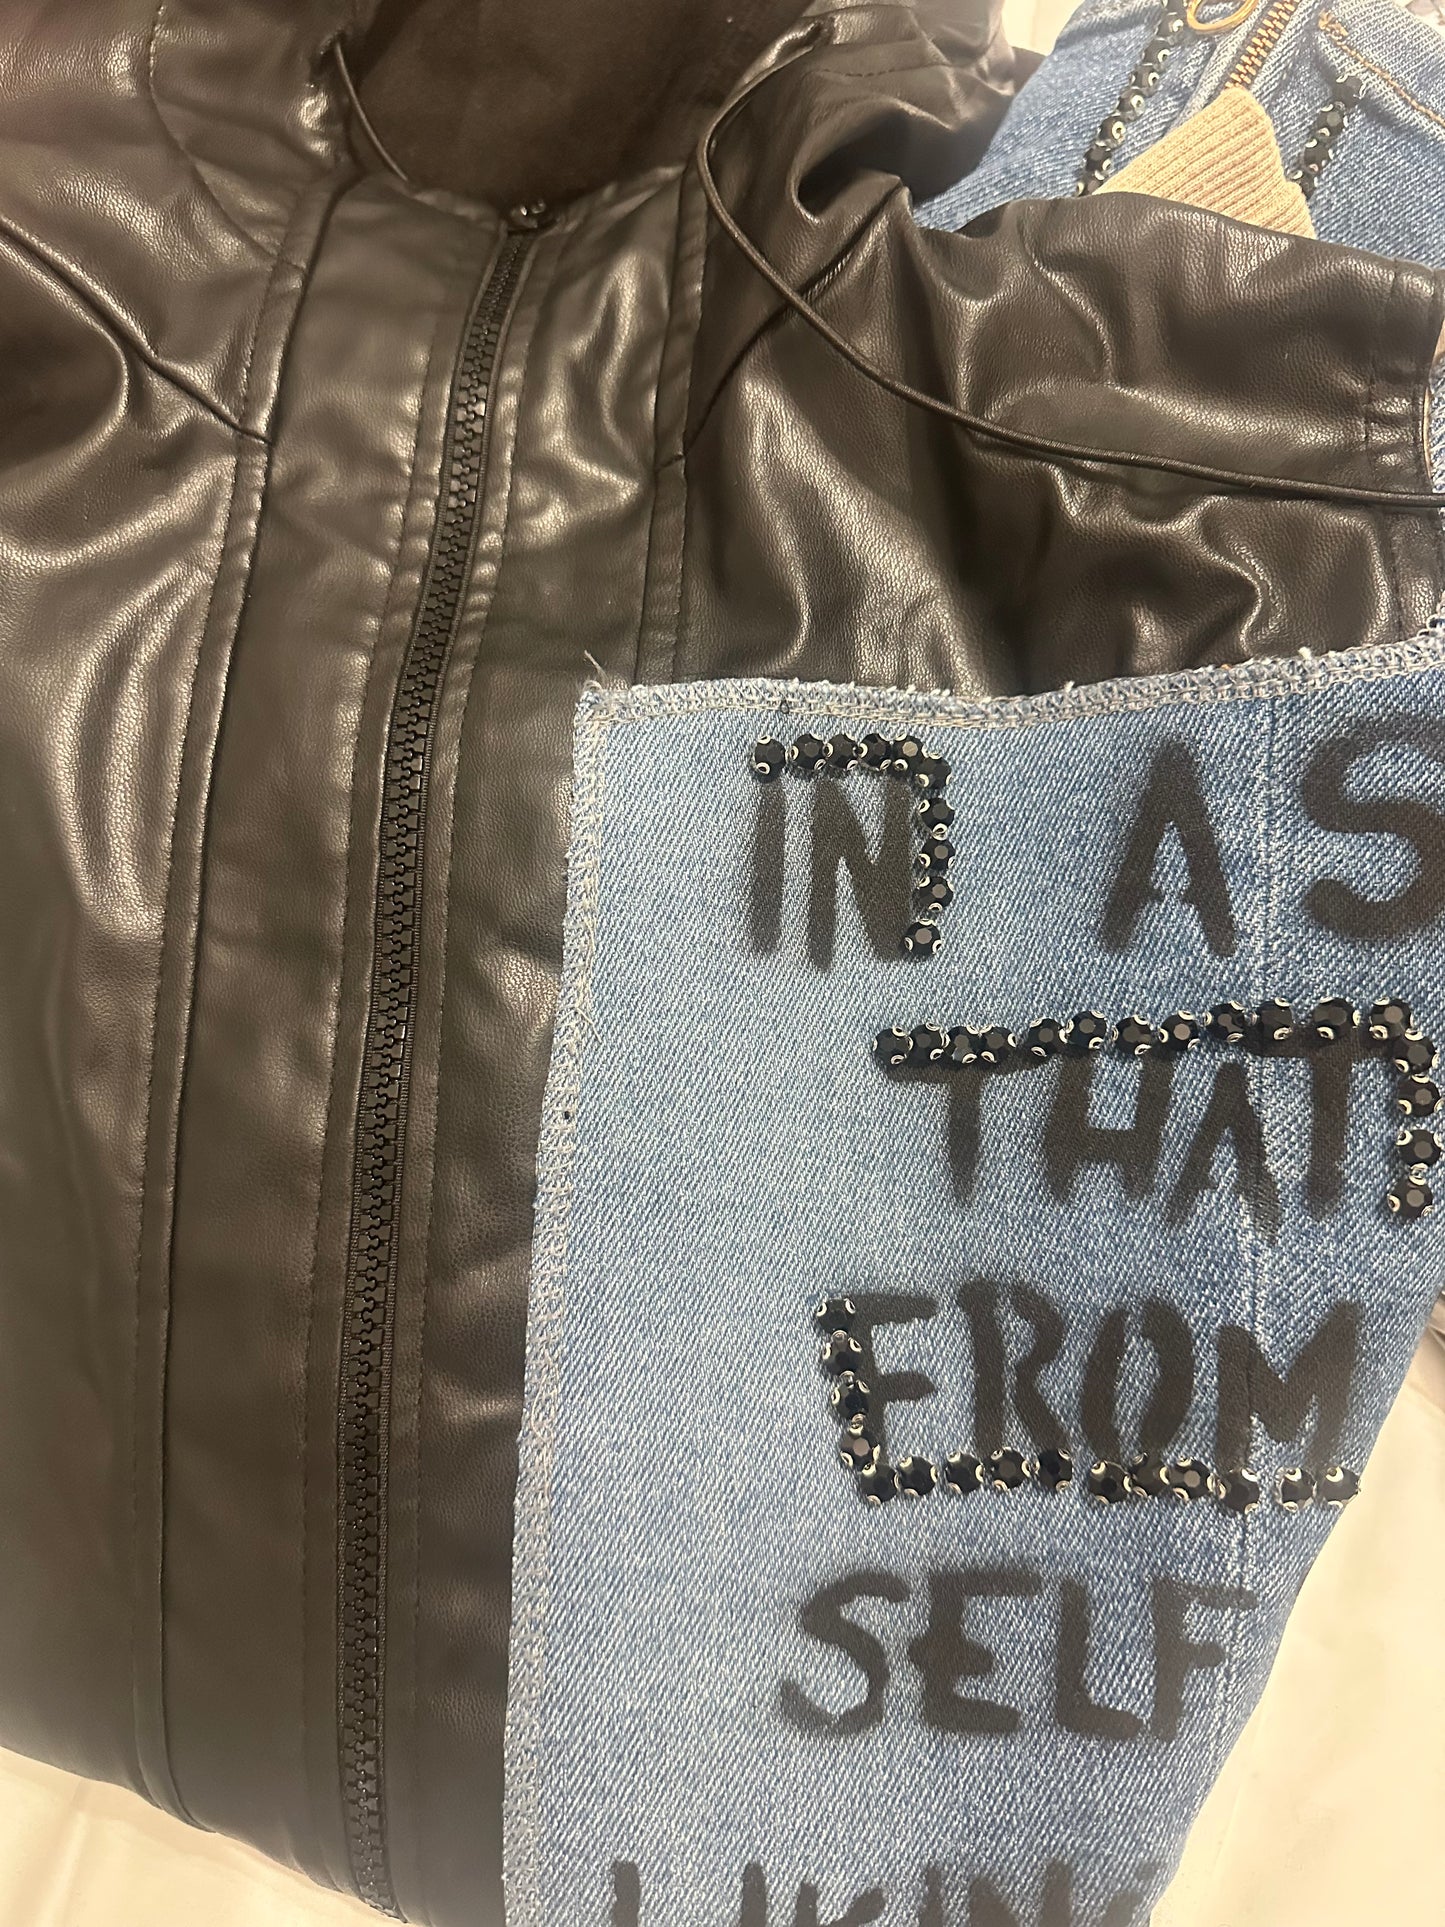 IN A S
THAT
FROM
SELF